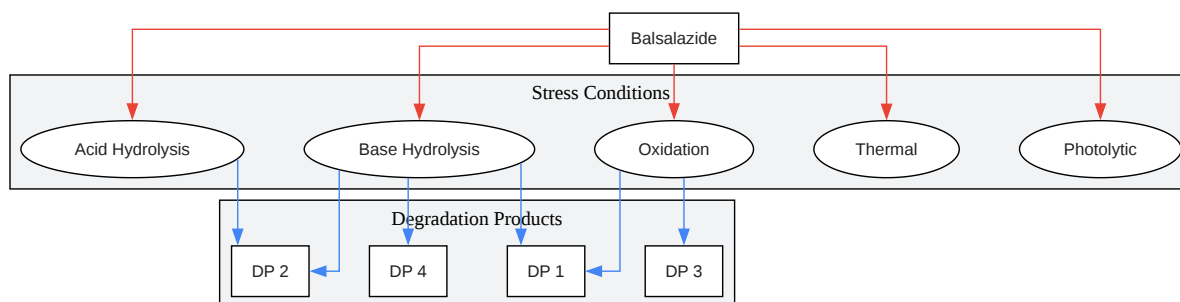 Balsalazide
Stress Conditions
Acid Hydrolysis
Base Hydrolysis
Oxidation
Thermal
Photolytic
Degradation Products
DP 2
DP 4
DP 1
DP 3